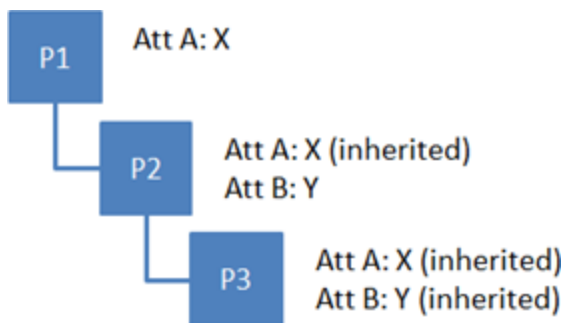 P1
Att A: X
P2
Att A: X (inherited)
Att B: Y
P3
Att A: X (inherited)
Att B: Y (inherited)